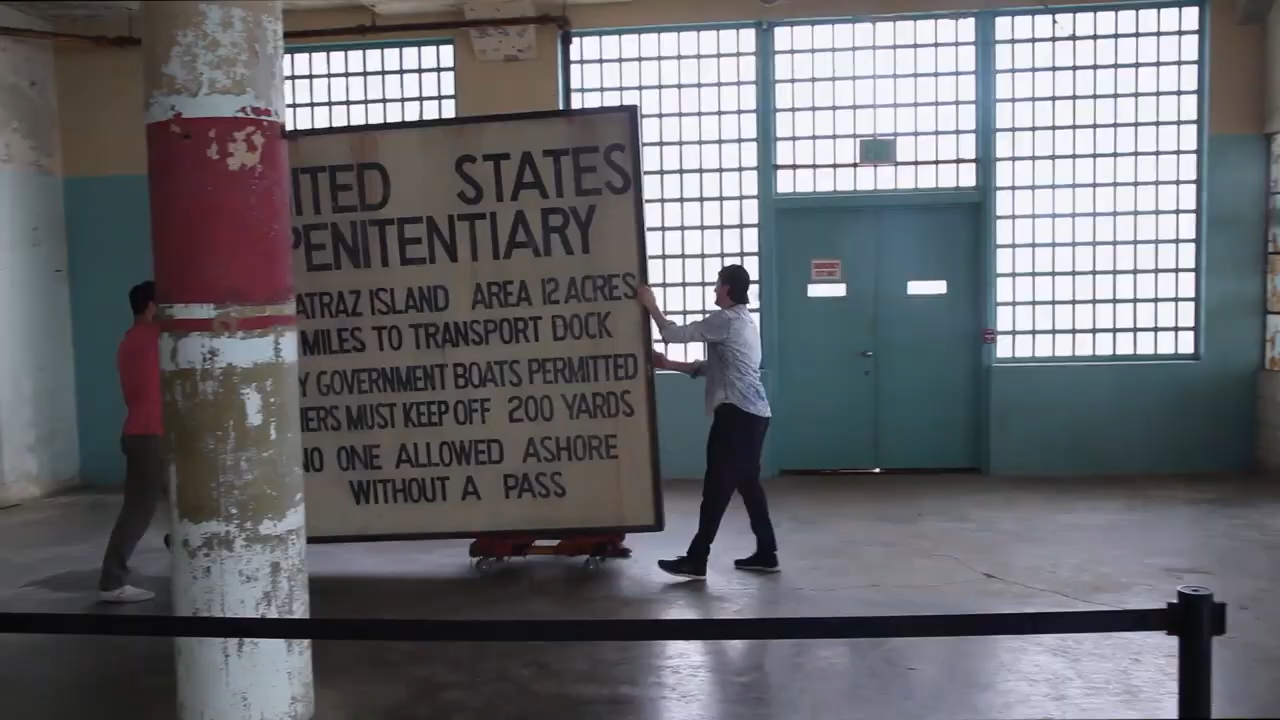 ITED STATES
PENITENTIARY
ATRAZ ISLAND AREA 12 ACRES
MILES TO TRANSPORT DOCK
Y GOVERNMENT BOATS PERMITTED
ERS MUST KEEP OFF 200 YARDS
NO ONE ALLOWED ASHORE
WITHOUT A PASS